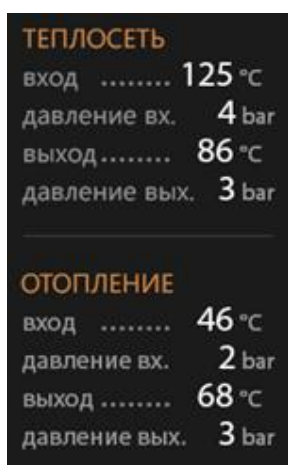 ТЕПЛОСЕТЬ
вход ........ 125 °C
давление вх. 4 bar
выход ........ 86 °C
давление вых. 3 bar
ОТОПЛЕНИЕ
вход ........ 46 °C
давление вх. 2 bar
выход ........ 68 °C
давление вых. 3 bar